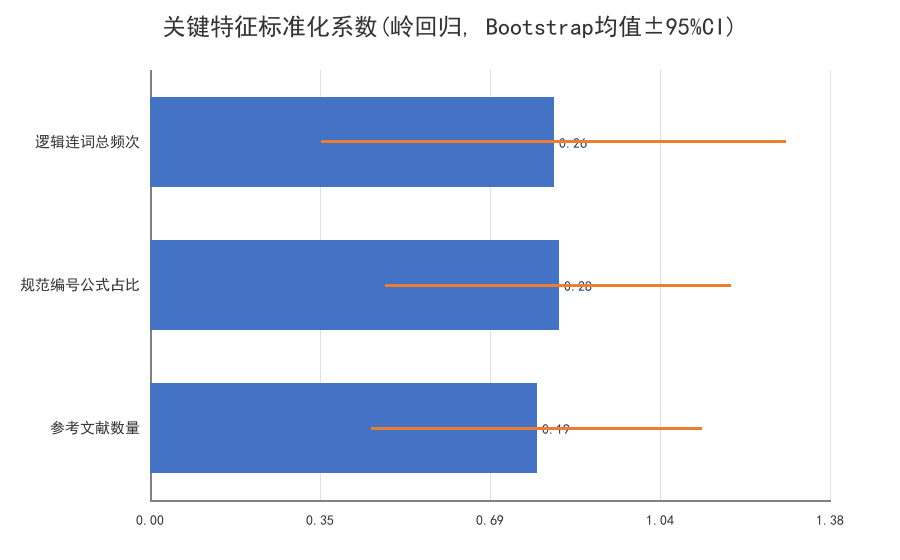 关键特征标准化系数(岭回归, Bootstrap均值±95%CI)
逻辑连词总频次
0.26
规范编号公式占比
0.28
参考文献数量
0.19
0.00 0.35 0.69 1.04 1.38